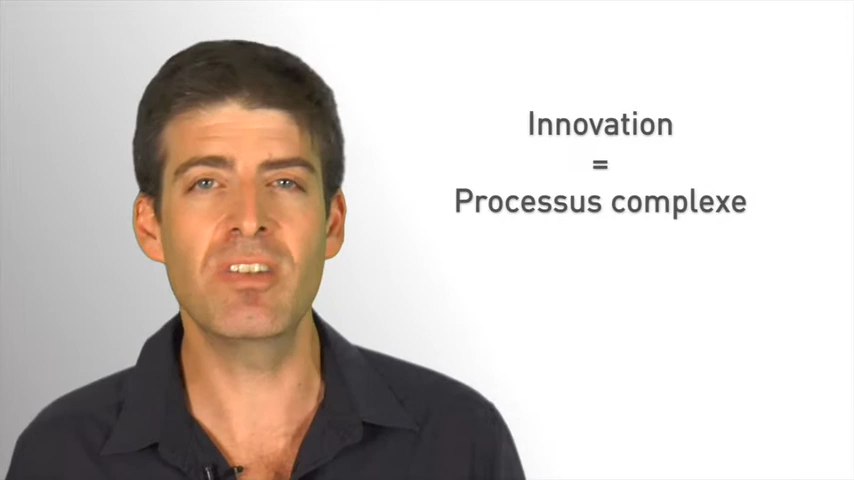 Innovation
=
Processus complexe